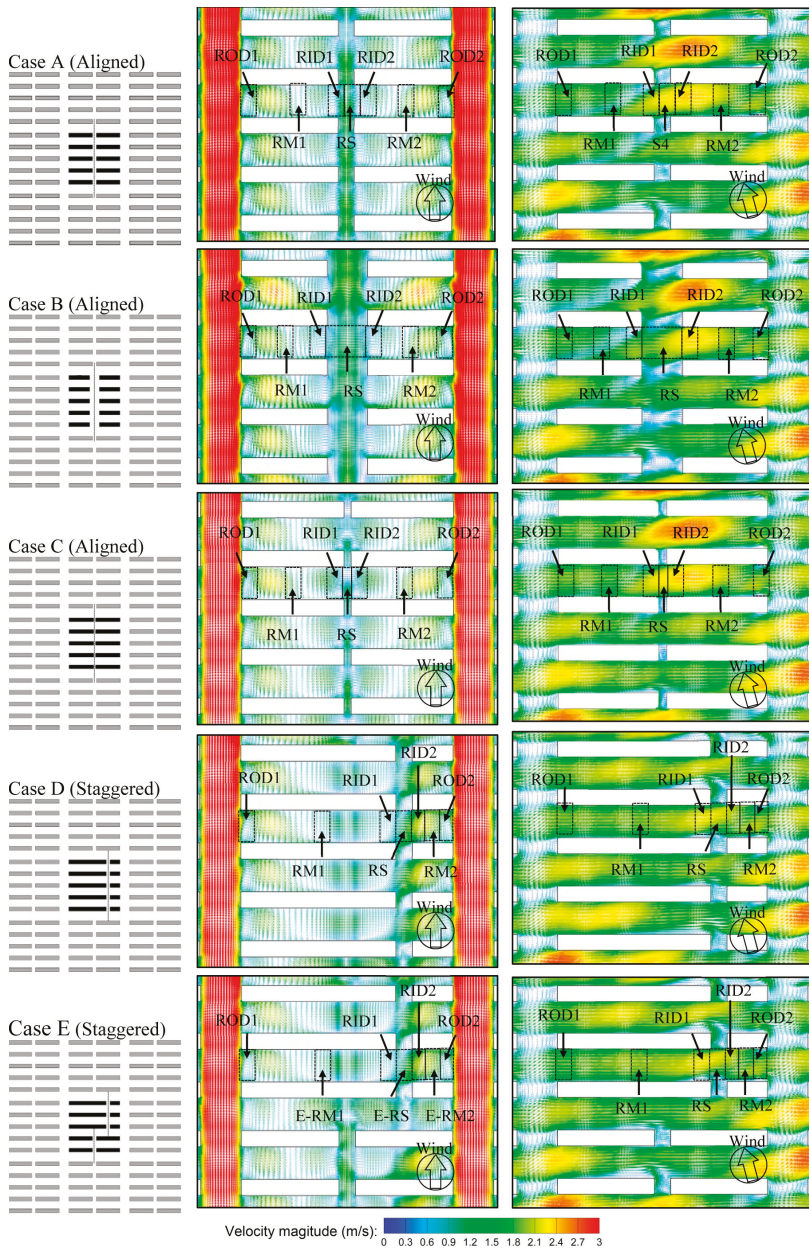 Case A (Aligned)
ROD1 RID1 RID2 ROD2
RM1 RS RM2
Wind
ROD1 RID1 RID2 ROD2
RM1 S4 RM2
Wind
Case B (Aligned)
ROD1 RID1 RID2 ROD2
RM1 RS RM2
Wind
ROD1 RID1 RID2 ROD2
RM1 RS RM2
Wind
Case C (Aligned)
ROD1 RID1 RID2 ROD2
RM1 RS RM2
Wind
ROD1 RID1 RID2 ROD2
RM1 RS RM2
Wind
Case D (Staggered)
RID2
ROD1 RID1 ROD2
RM1 RS RM2
Wind
RID2
ROD1 RID1 ROD2
RM1 RS RM2
Wind
Case E (Staggered)
RID2
ROD1 RID1 ROD2
E-RM1 E-RS E-RM2
Wind
RID2
ROD1 RID1 ROD2
RM1 RS RM2
Wind
Velocity magitude (m/s):
0 0.3 0.6 0.9 1.2 1.5 1.8 2.1 2.4 2.7 3